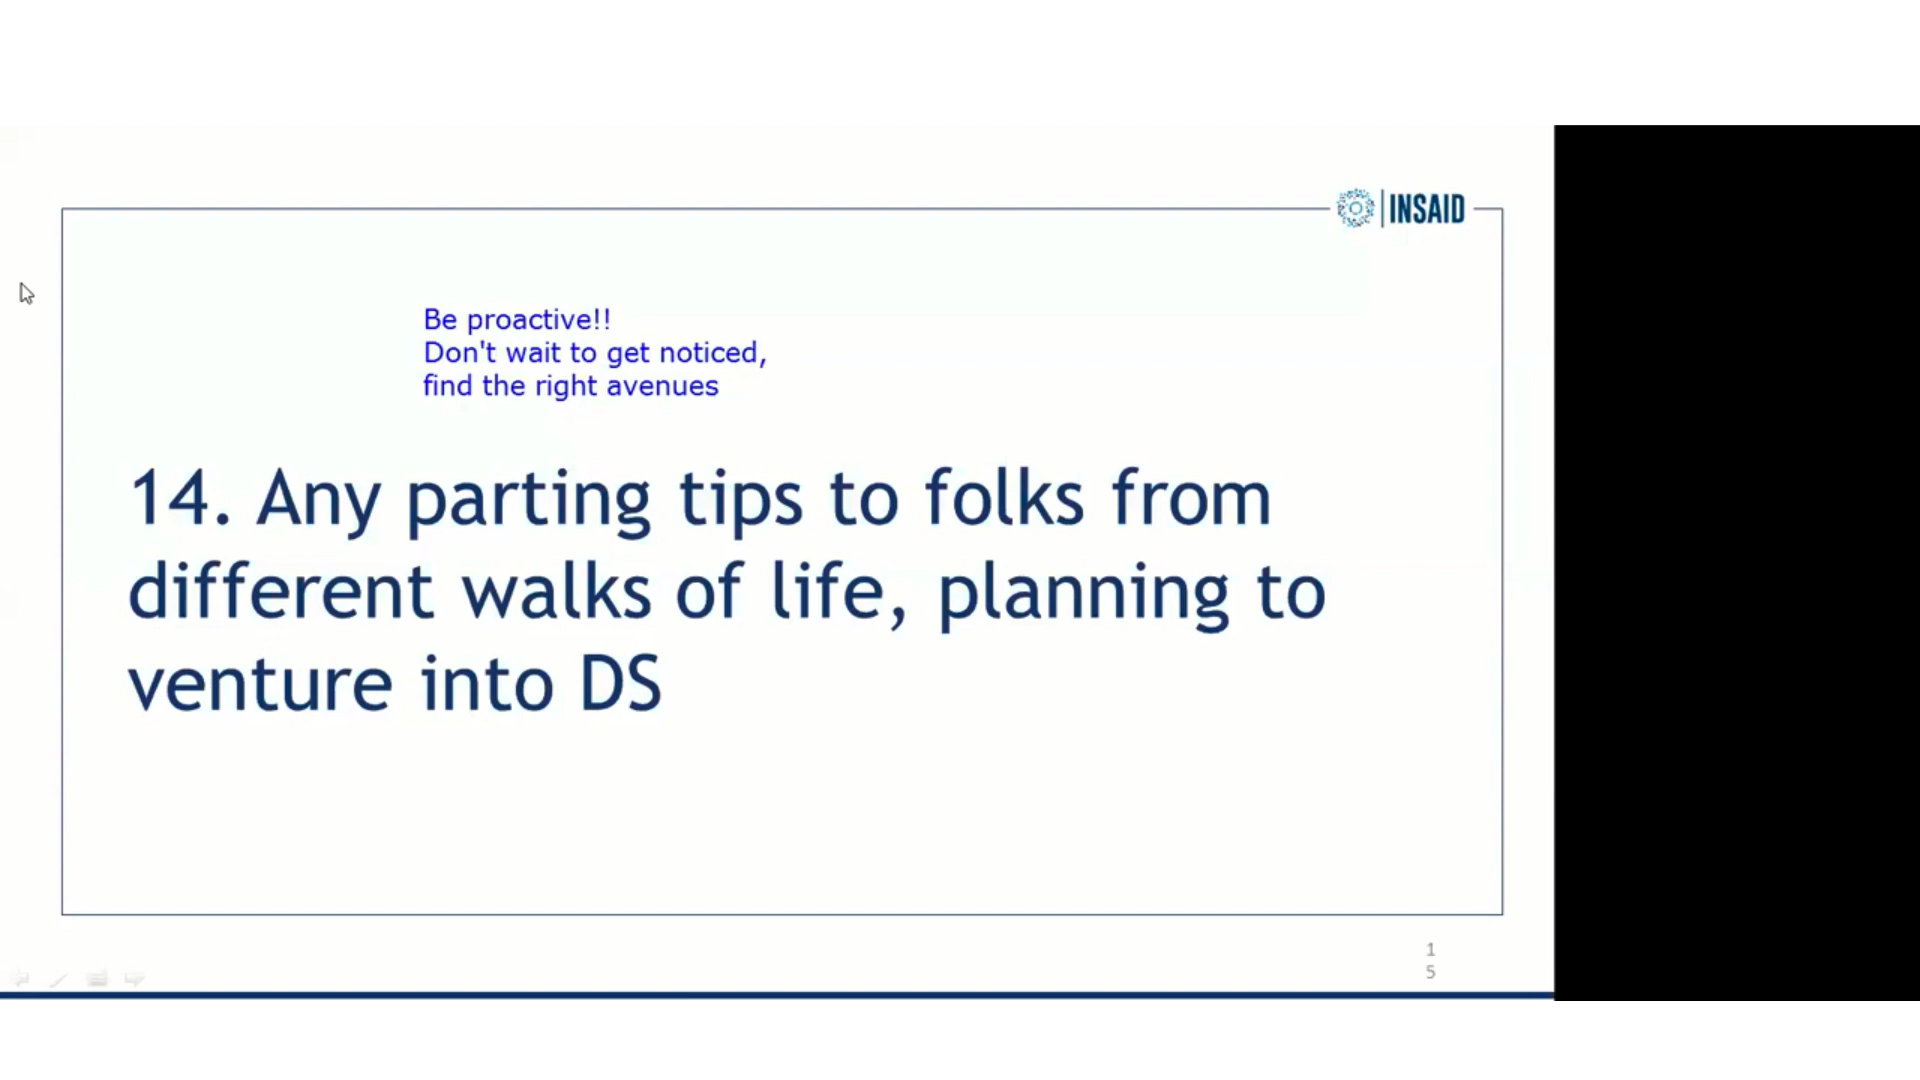 INSAID
Be proactive!!
Don't wait to get noticed,
find the right avenues
14. Any parting tips to folks from
different walks of life, planning to
venture into DS
1
5